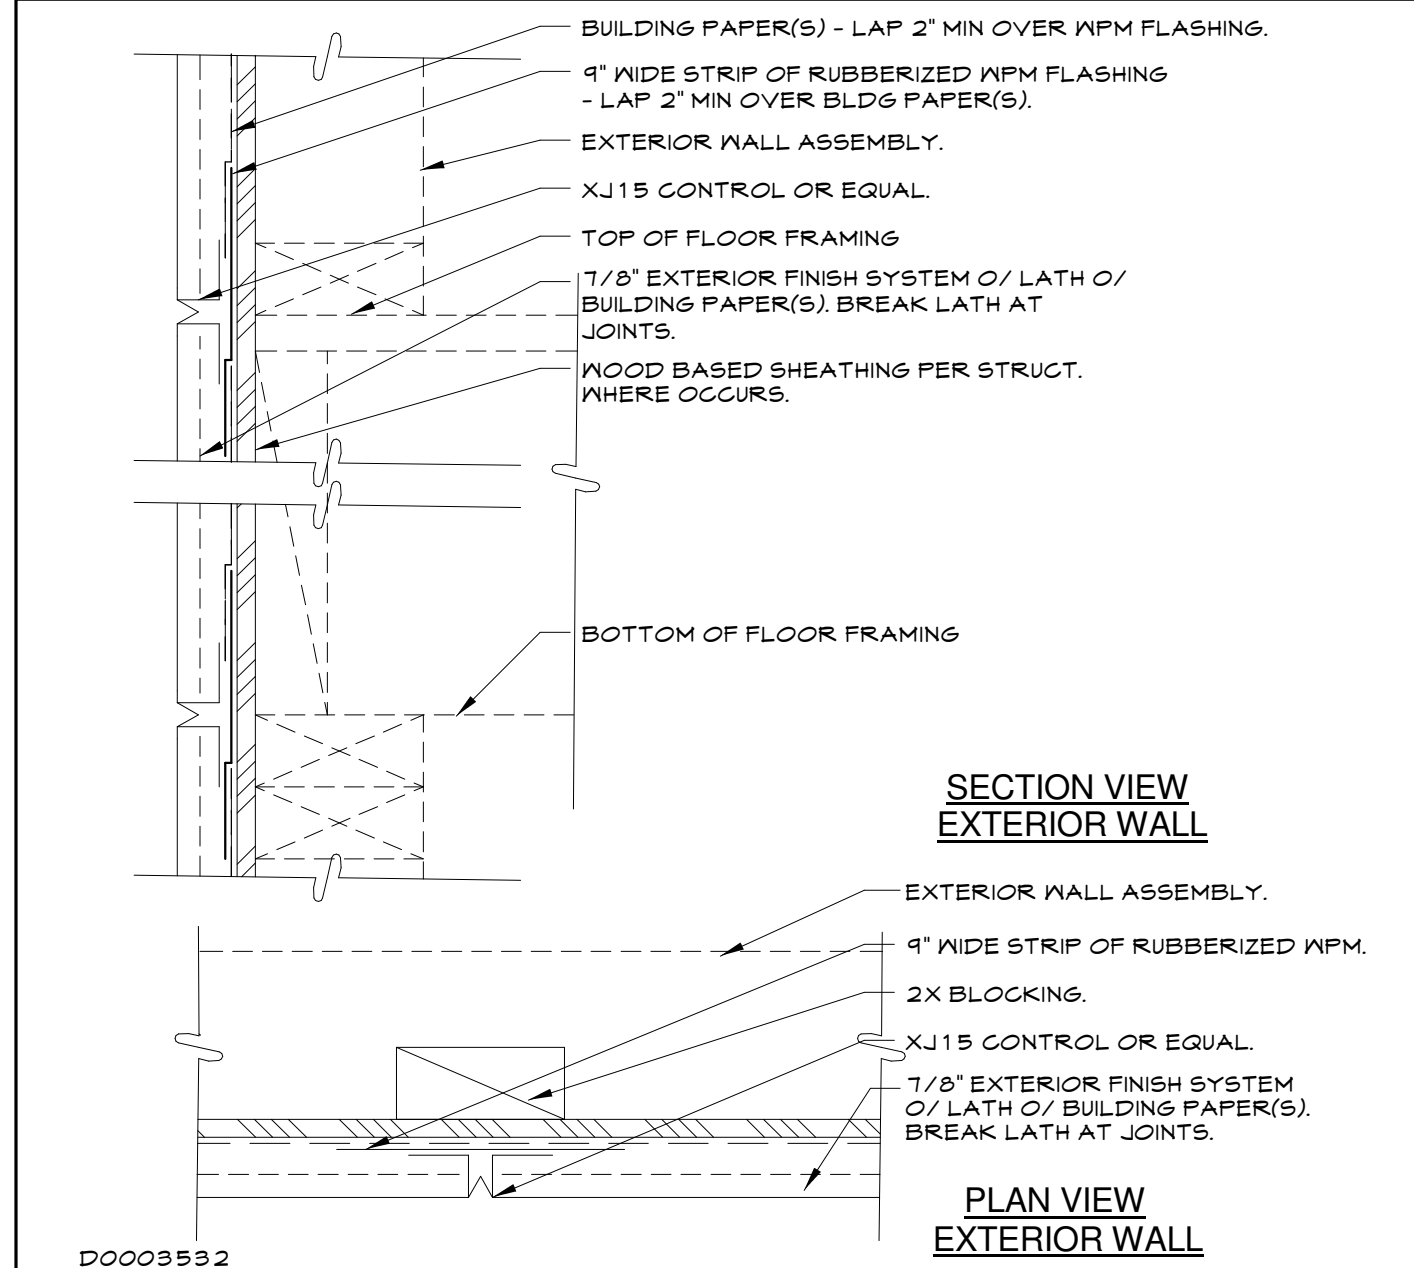 BUILDING PAPER(S) - LAP 2" MIN OVER WPM FLASHING.
9" WIDE STRIP OF RUBBERIZED WPM FLASHING
- LAP 2" MIN OVER BLDG PAPER(S).
EXTERIOR WALL ASSEMBLY.
XJ15 CONTROL OR EQUAL.
TOP OF FLOOR FRAMING
7/8" EXTERIOR FINISH SYSTEM O/ LATH O/
BUILDING PAPER(S). BREAK LATH AT
JOINTS.
WOOD BASED SHEATHING PER STRUCT.
WHERE OCCURS.
BOTTOM OF FLOOR FRAMING
SECTION VIEW
EXTERIOR WALL
EXTERIOR WALL ASSEMBLY.
9" WIDE STRIP OF RUBBERIZED WPM.
2X BLOCKING.
XJ15 CONTROL OR EQUAL.
7/8" EXTERIOR FINISH SYSTEM
O/ LATH O/ BUILDING PAPER(S).
BREAK LATH AT JOINTS.
PLAN VIEW
EXTERIOR WALL
D0003532